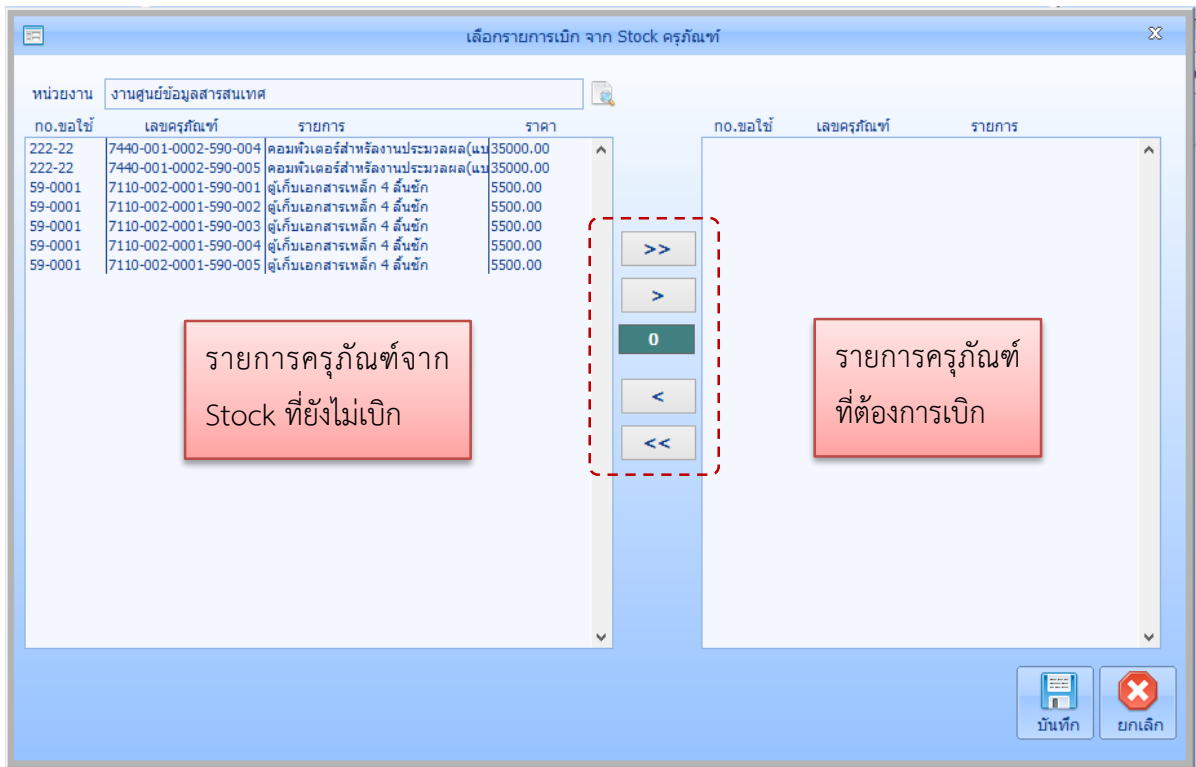 เลือกรายการเบิก จาก Stock ครุภัณฑ์
หน่วยงาน งานศูนย์ข้อมูลสารสนเทศ
no.ขอใช้ เลขครุภัณฑ์ รายการ ราคา no.ขอใช้ เลขครุภัณฑ์ รายการ
222-22 7440-001-0002-590-004 คอมพิวเตอร์สำหรัลงานประมวลผล(แบ 35000.00
222-22 7440-001-0002-590-005 คอมพิวเตอร์สำหรัลงานประมวลผล(แบ 35000.00
59-0001 7110-002-0001-590-001 ตู้เก็บเอกสารเหล็ก 4 ลิ้นชัก 5500.00
59-0001 7110-002-0001-590-002 ตู้เก็บเอกสารเหล็ก 4 ลิ้นชัก 5500.00
59-0001 7110-002-0001-590-003 ตู้เก็บเอกสารเหล็ก 4 ลิ้นชัก 5500.00
59-0001 7110-002-0001-590-004 ตู้เก็บเอกสารเหล็ก 4 ลิ้นชัก 5500.00
59-0001 7110-002-0001-590-005 ตู้เก็บเอกสารเหล็ก 4 ลิ้นชัก 5500.00
>>
>
0
<
<<
รายการครุภัณฑ์จาก
Stock ที่ยังไม่เบิก
รายการครุภัณฑ์
ที่ต้องการเบิก
บันทึก ยกเลิก